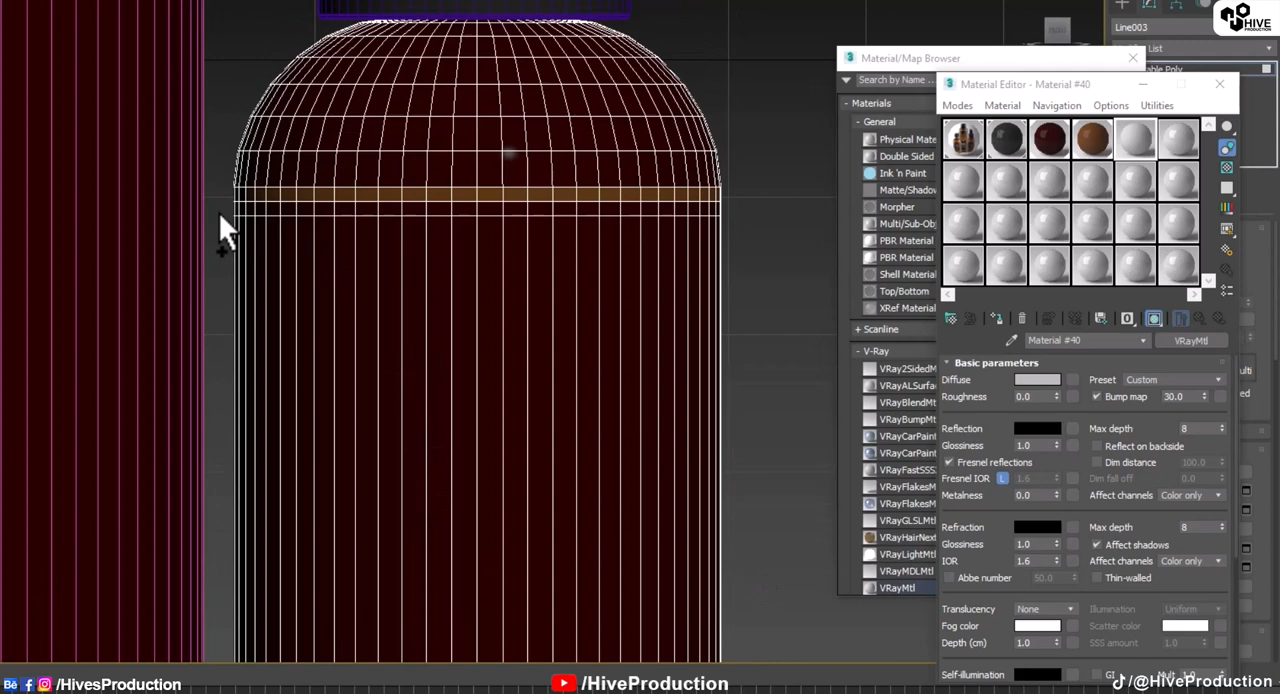 HIVE
PRODUCTION
Line003
List
able Poly
Material/Map Browser
Search by Name ...
- Materials
- General
Physical Mate
Double Sided
Ink 'n Paint
Matte/Shadow
Morpher
Multi/Sub-Obj
PBR Material
PBR Material
Shell Material
Top/Bottom
XRef Material
+ Scanline
- V-Ray
VRay2SidedM
VRayALSurfa
VRayBlendMt
VRayBumpMt
VRayCarPaint
VRayCarPaint
VRayFastSSS
VRayFlakesM
VRayFlakesM
VRayGLSLMtl
VRayHairNext
VRayLightMtl
VRayMDLMtl
VRayMtl
Material Editor - Material #40
Modes Material Navigation Options Utilities
Material #40 VRayMtl
Basic parameters
Diffuse Preset Custom
Roughness 0.0 Bump map 30.0
Reflection Max depth 8
Glossiness 1.0 Reflect on backside
Fresnel reflections Dim distance 100.0
Fresnel IOR L 1.6 Dim fall off 0.0
Metalness 0.0 Affect channels Color only
Refraction Max depth 8
Glossiness 1.0 Affect shadows
IOR 1.6 Affect channels Color only
Abbe number 50.0 Thin-walled
Translucency None Illumination Uniform
Fog color Scatter color
Depth (cm) 1.0 SSS amount 1.0
Self-illumination GI Mult 1.0
/HivesProduction
/HiveProduction
/@HiveProduction